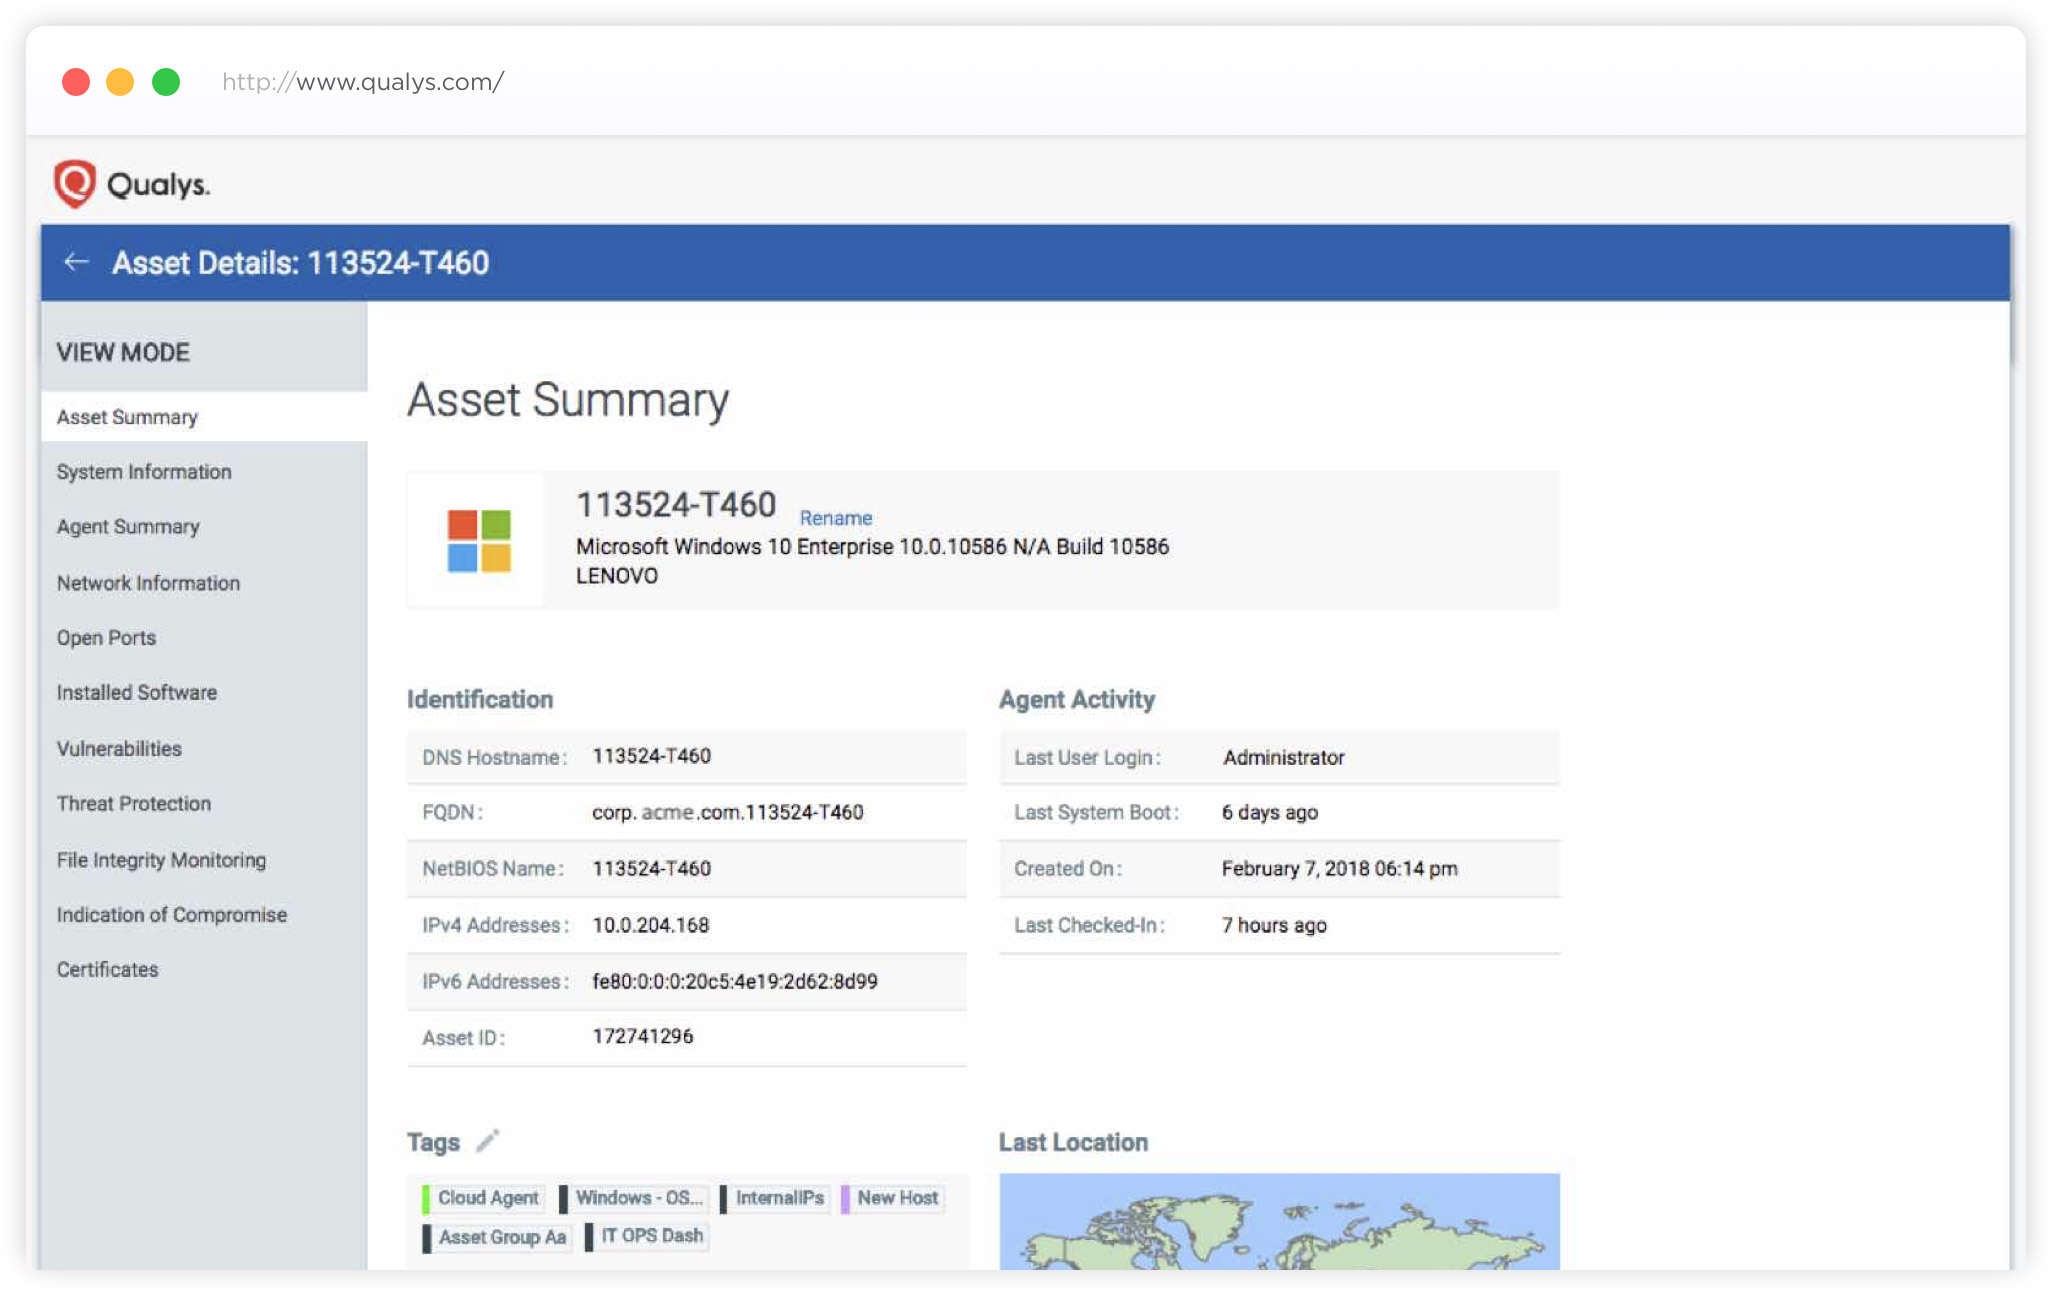 http://www.qualys.com/
Qualys.
← Asset Details: 113524-T460
VIEW MODE
Asset Summary
System Information
Agent Summary
Network Information
Open Ports
Installed Software
Vulnerabilities
Threat Protection
File Integrity Monitoring
Indication of Compromise
Certificates
Asset Summary
113524-T460 Rename
Microsoft Windows 10 Enterprise 10.0.10586 N/A Build 10586
LENOVO
Identification
DNS Hostname: 113524-T460
FQDN: corp. acme.com.113524-T460
NetBIOS Name: 113524-T460
IPv4 Addresses: 10.0.204.168
IPv6 Addresses: fe80:0:0:0:20c5:4e19:2d62:8d99
Asset ID: 172741296
Agent Activity
Last User Login: Administrator
Last System Boot: 6 days ago
Created On: February 7, 2018 06:14 pm
Last Checked-In: 7 hours ago
Tags
Cloud Agent Windows - OS... InternalIPs New Host
Asset Group Aa IT OPS Dash
Last Location